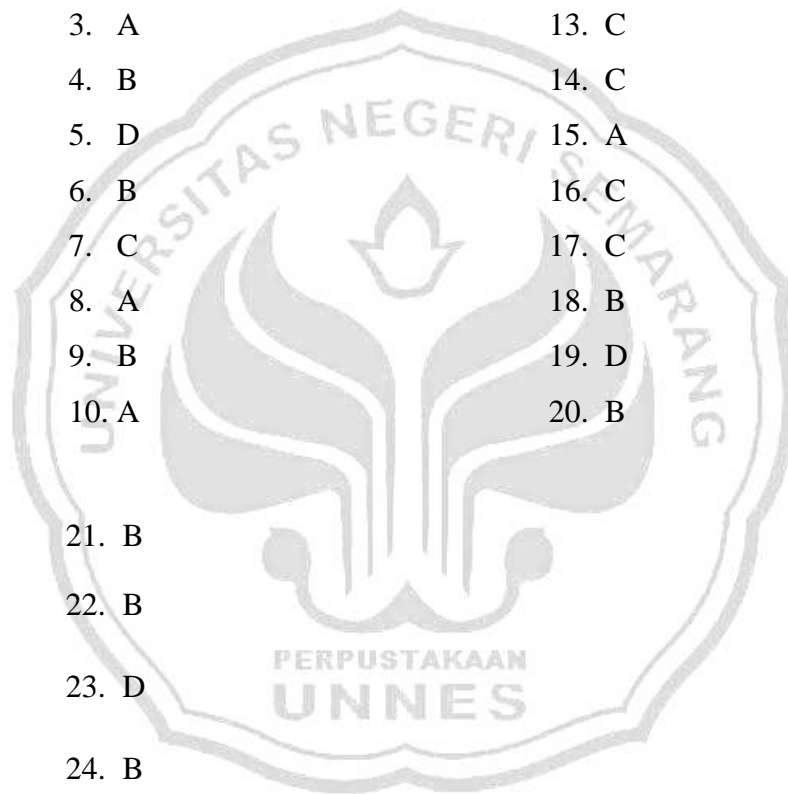 3. A
4. B
5. D
6. B
7. C
8. A
9. B
10. A
13. C
14. C
15. A
16. C
17. C
18. B
19. D
20. B
21. B
22. B
23. D
24. B
UNIVERSITAS NEGERI SEMARANG
PERPUSTAKAAN
UNNES